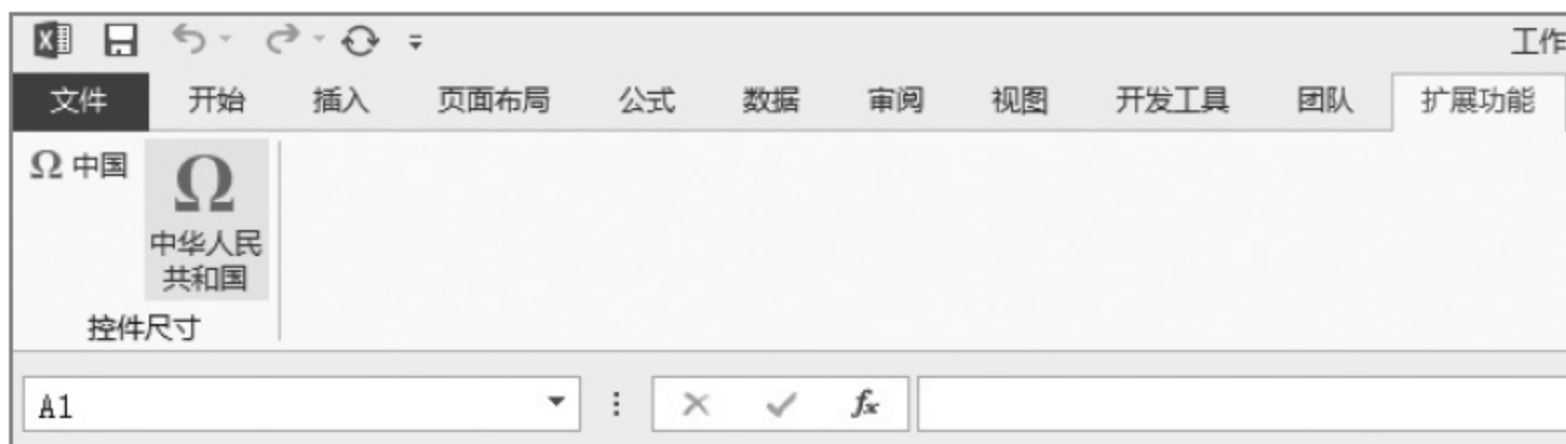 工作
文件 开始 插入 页面布局 公式 数据 审阅 视图 开发工具 团队 扩展功能
Ω 中国
Ω
中华人民
共和国
控件尺寸
A1
fx